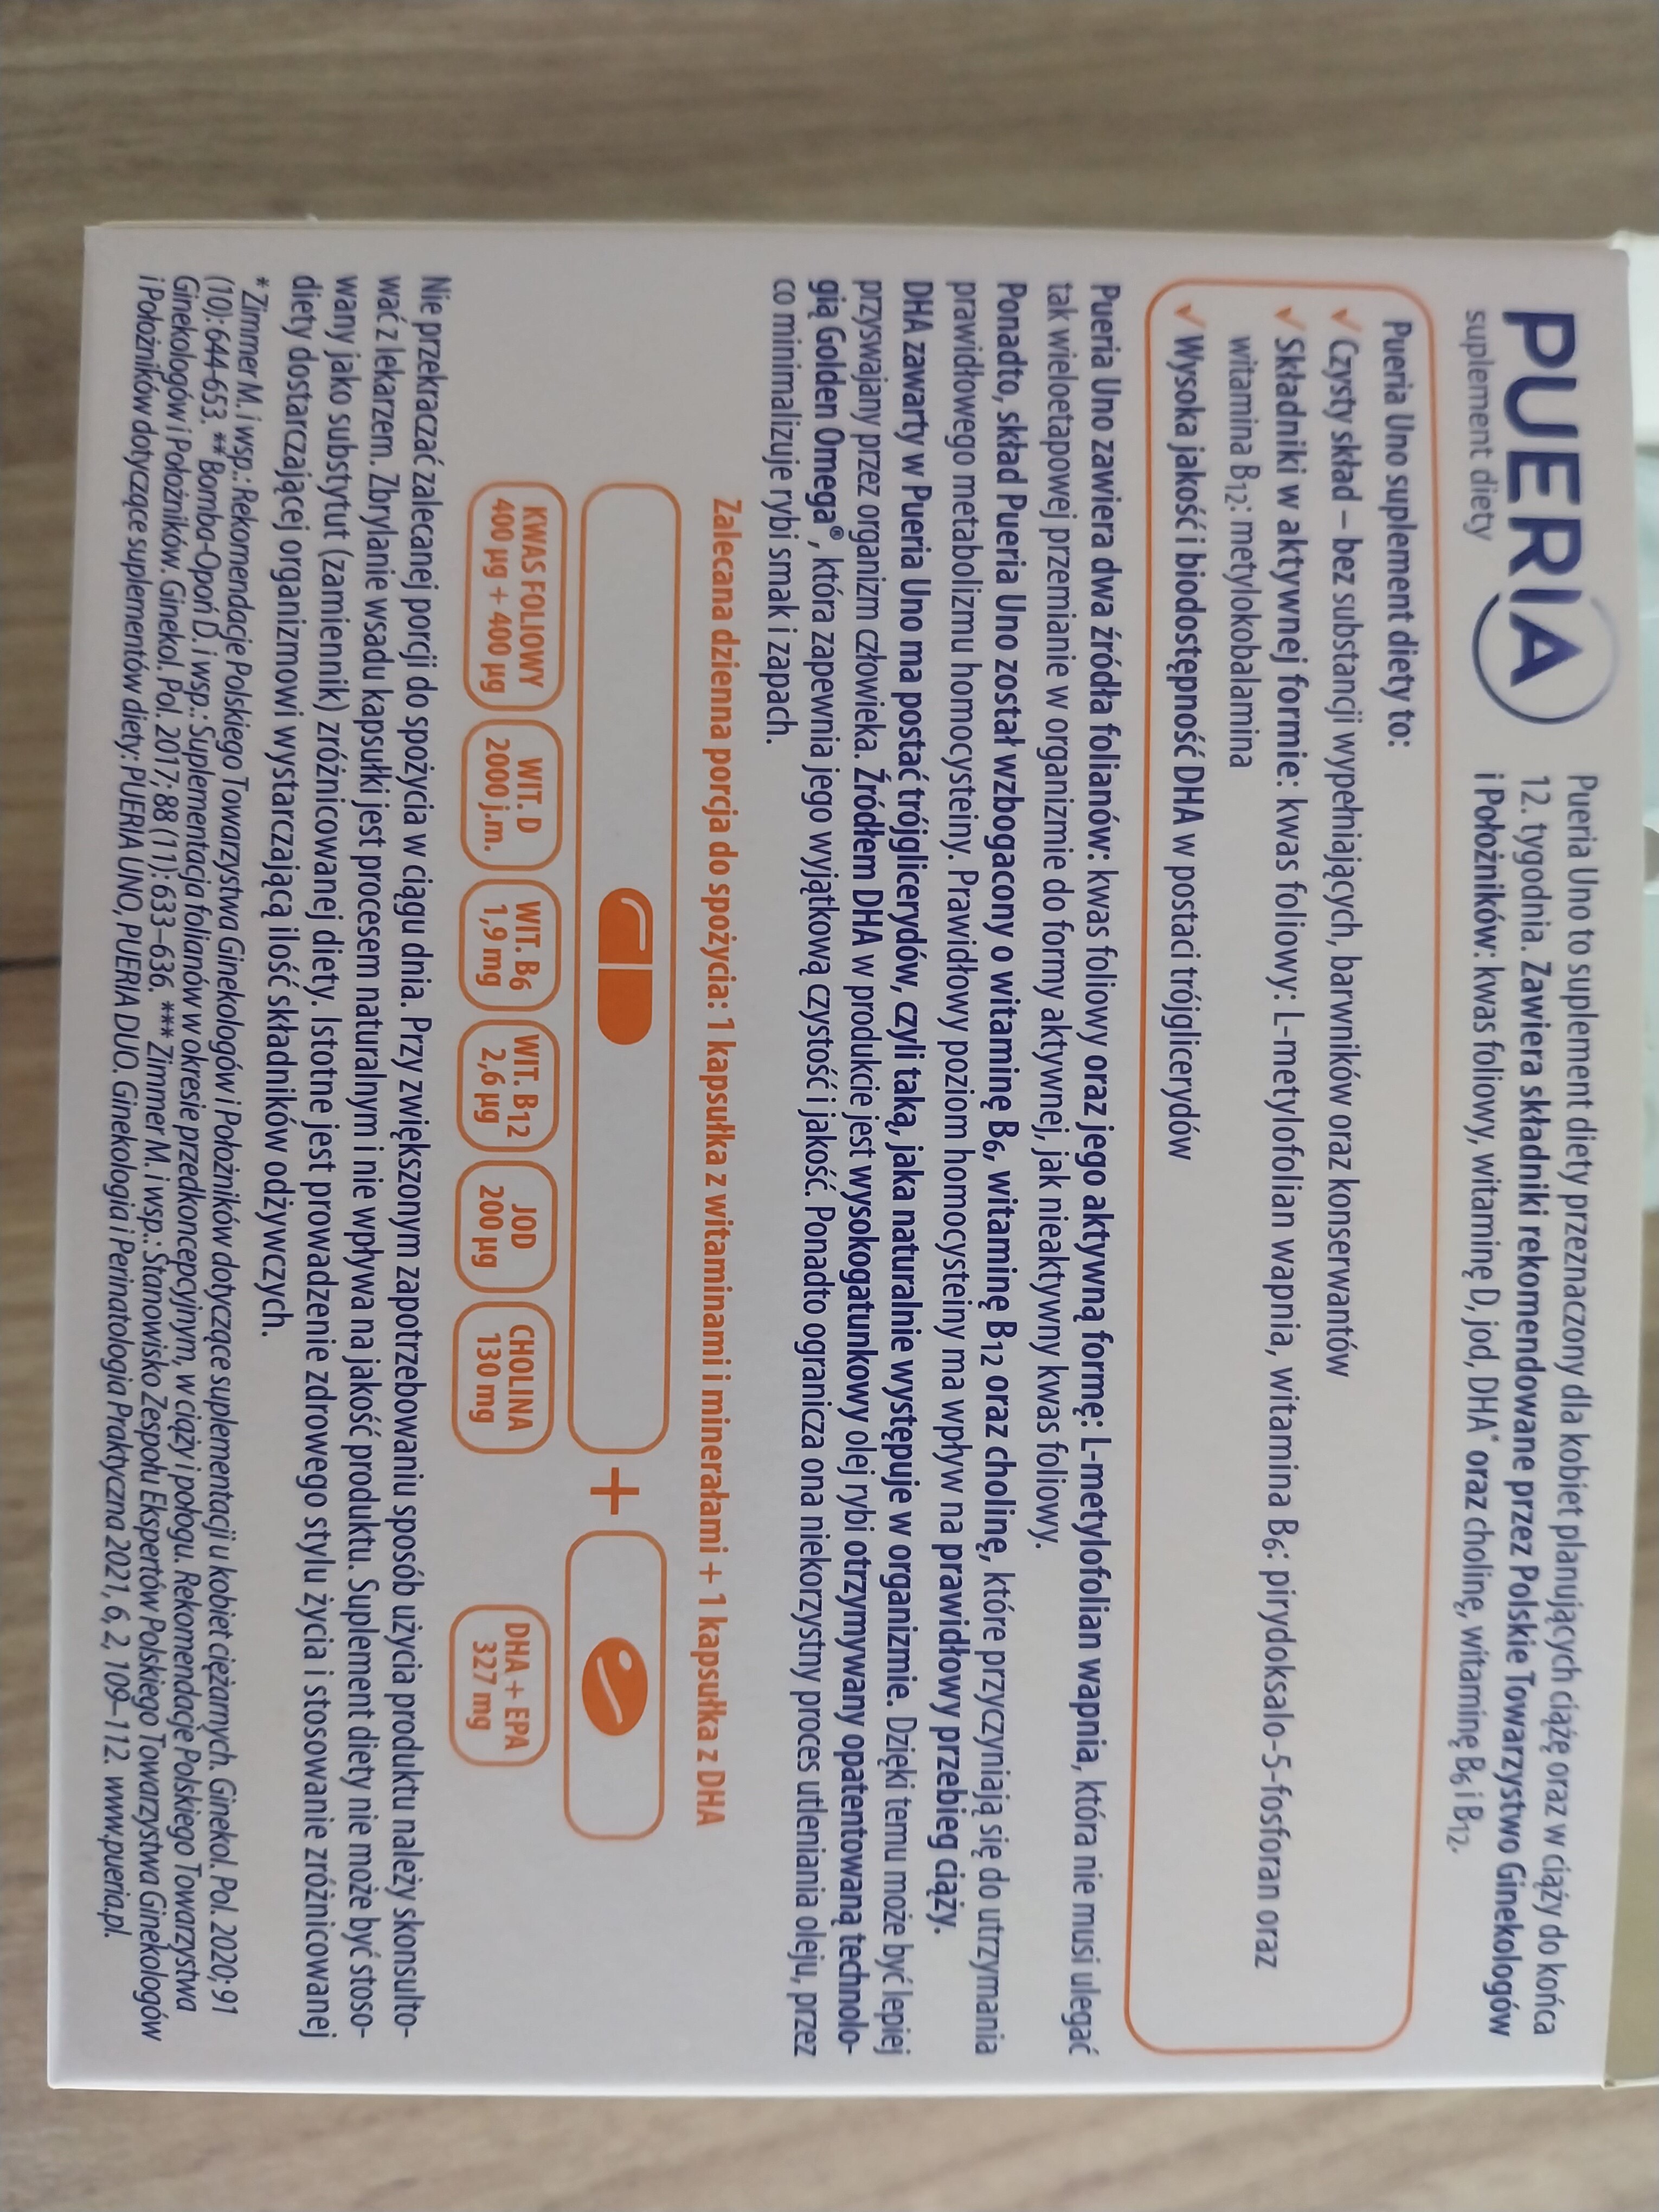 PUERIA
suplement diety
Pueria Uno to suplement diety przeznaczony dla kobiet planujących ciążę oraz w ciąży do końca
12. tygodnia. Zawiera składniki rekomendowane przez Polskie Towarzystwo Ginekologów
i Położników: kwas foliowy, witaminę D, jod, DHA* oraz cholinę, witaminę B6 i B12.
Pueria Uno suplement diety to:
✓ Czysty skład – bez substancji wypełniających, barwników oraz konserwantów
✓ Składniki w aktywnej formie: kwas foliowy: L-metylofolian wapnia, witamina B6: pirydoksalo-5-fosforan oraz
witamina B12: metylokobalamina
✓ Wysoka jakość i biodostępność DHA w postaci trójglicerydów
Pueria Uno zawiera dwa źródła folianów: kwas foliowy oraz jego aktywną formę: L-metylofolian wapnia, która nie musi ulegać
tak wieloetapowej przemianie w organizmie do formy aktywnej, jak nieaktywny kwas foliowy.
Ponadto, skład Pueria Uno został wzbogacony o witaminę B6, witaminę B12 oraz cholinę, które przyczyniają się do utrzymania
prawidłowego metabolizmu homocysteiny. Prawidłowy poziom homocysteiny ma wpływ na prawidłowy przebieg ciąży.
DHA zawarty w Pueria Uno ma postać trójglicerydów, czyli taką, jaka naturalnie występuje w organizmie. Dzięki temu może być lepiej
przyswajany przez organizm człowieka. Źródłem DHA w produkcie jest wysokogatunkowy olej rybi otrzymywany opatentowaną technolo-
gią Golden Omega®, która zapewnia jego wyjątkową czystość i jakość. Ponadto ogranicza ona niekorzystny proces utleniania oleju, przez
co minimalizuje rybi smak i zapach.
Zalecana dzienna porcja do spożycia: 1 kapsułka z witaminami i minerałami + 1 kapsułka z DHA
+
KWAS FOLIOWY
400 µg + 400 µg
WIT. D
2000 j.m.
WIT. B6
1,9 mg
WIT. B12
2,6 µg
JOD
200 µg
CHOLINA
130 mg
DHA + EPA
327 mg
Nie przekraczać zalecanej porcji do spożycia w ciągu dnia. Przy zwiększonym zapotrzebowaniu sposób użycia produktu należy skonsulto-
wać z lekarzem. Zbrylanie wsadu kapsułki jest procesem naturalnym i nie wpływa na jakość produktu. Suplement diety nie może być stoso-
wany jako substytut (zamiennik) zróżnicowanej diety. Istotne jest prowadzenie zdrowego stylu życia i stosowanie zróżnicowanej
diety dostarczającej organizmowi wystarczającą ilość składników odżywczych.
* Zimmer M. i wsp.: Rekomendacje Polskiego Towarzystwa Ginekologów i Położników dotyczące suplementacji u kobiet ciężarnych. Ginekol. Pol. 2020; 91
(10): 644-653. **Bomba-Opoń D. i wsp.: Suplementacja folianów w okresie przedkoncepcyjnym, w ciąży i połogu. Rekomendacje Polskiego Towarzystwa
Ginekologów i Położników. Ginekol. Pol. 2017; 88 (11): 633–636. *** Zimmer M. i wsp.: Stanowisko Zespołu Ekspertów Polskiego Towarzystwa Ginekologów
i Położników dotyczące suplementów diety: PUERIA UNO, PUERIA DUO. Ginekologia i Perinatologia Praktyczna 2021, 6, 2, 109–112. www.pueria.pl.